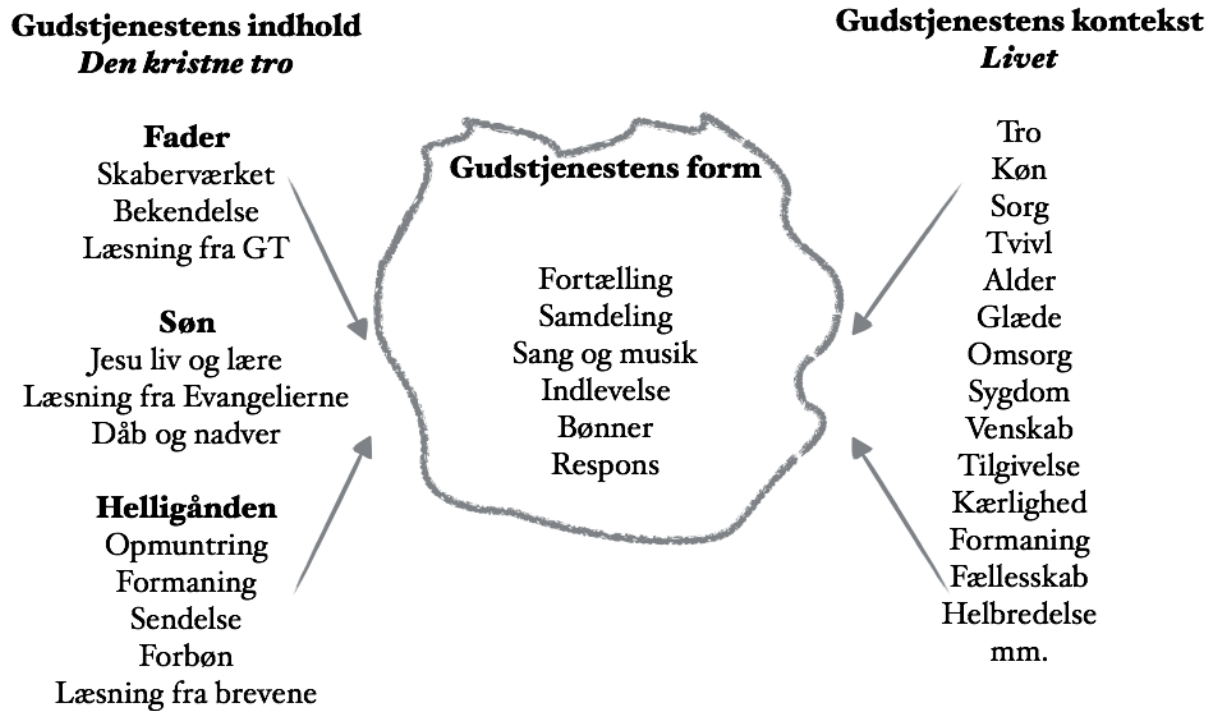 Gudstjenestens indhold
Den kristne tro
Fader
Skaberværket
Bekendelse
Læsning fra GT
Søn
Jesu liv og lære
Læsning fra Evangelierne
Dåb og nadver
Helligånden
Opmuntring
Formaning
Sendelse
Forbøn
Læsning fra brevene
Gudstjenestens form
Fortælling
Samdeling
Sang og musik
Indlevelse
Bønner
Respons
Gudstjenestens kontekst
Livet
Tro
Køn
Sorg
Tvivl
Alder
Glæde
Omsorg
Sygdom
Venskab
Tilgivelse
Kærlighed
Formaning
Fællesskab
Helbredelse
mm.